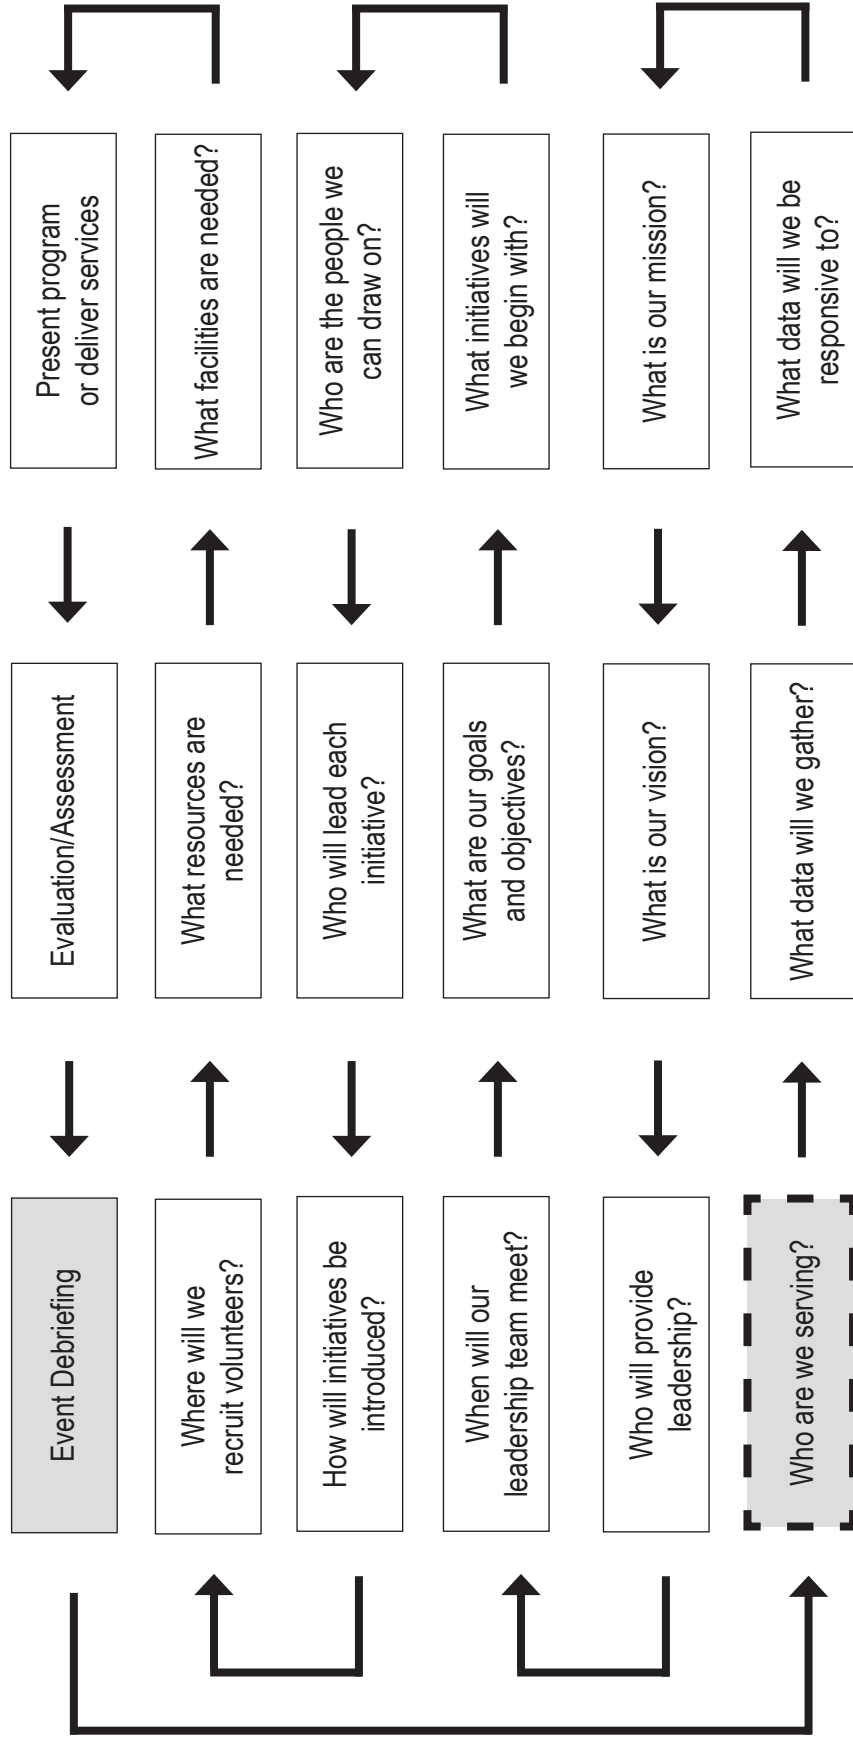 Who are we serving?
What data will we gather?
What data will we be
responsive to?
What is our mission?
What is our vision?
Who will provide
leadership?
When will our
leadership team meet?
What are our goals
and objectives?
What initiatives will
we begin with?
Who are the people we
can draw on?
Who will lead each
initiative?
How will initiatives be
introduced?
Where will we
recruit volunteers?
What resources are
needed?
What facilities are needed?
Present program
or deliver services
Evaluation/Assessment
Event Debriefing